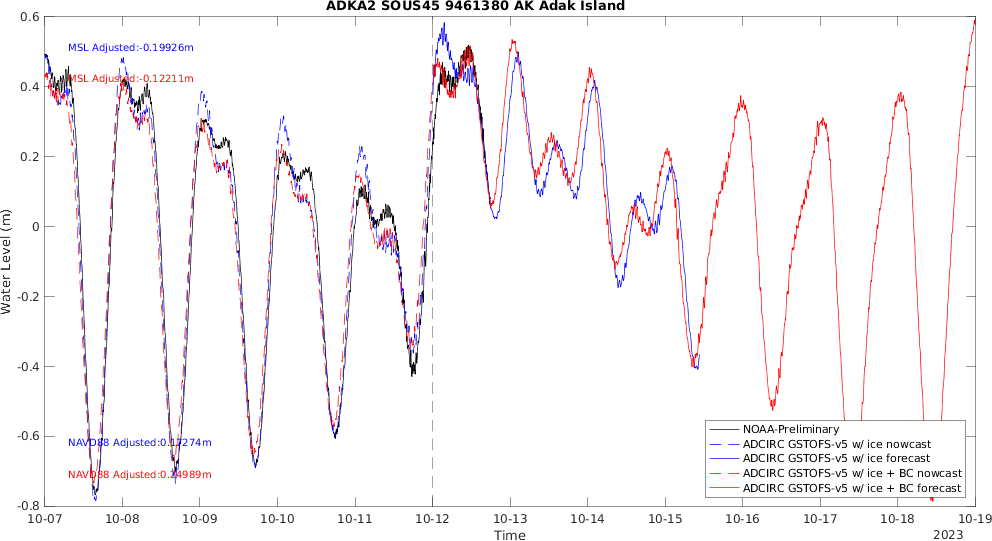 ADKA2 SOUS45 9461380 AK Adak Island
0.6
0.4
0.2
0
-0.2
-0.4
-0.6
-0.8
Water Level (m)
MSL Adjusted:-0.19926m
MSL Adjusted:-0.12211m
NAVD88 Adjusted:0.17274m
NAVD88 Adjusted:0.24989m
NOAA-Preliminary
ADCIRC GSTOFS-v5 w/ ice nowcast
ADCIRC GSTOFS-v5 w/ ice forecast
ADCIRC GSTOFS-v5 w/ ice + BC nowcast
ADCIRC GSTOFS-v5 w/ ice + BC forecast
10-07 10-08 10-09 10-10 10-11 10-12 10-13 10-14 10-15 10-16 10-17 10-18 10-19
Time
2023